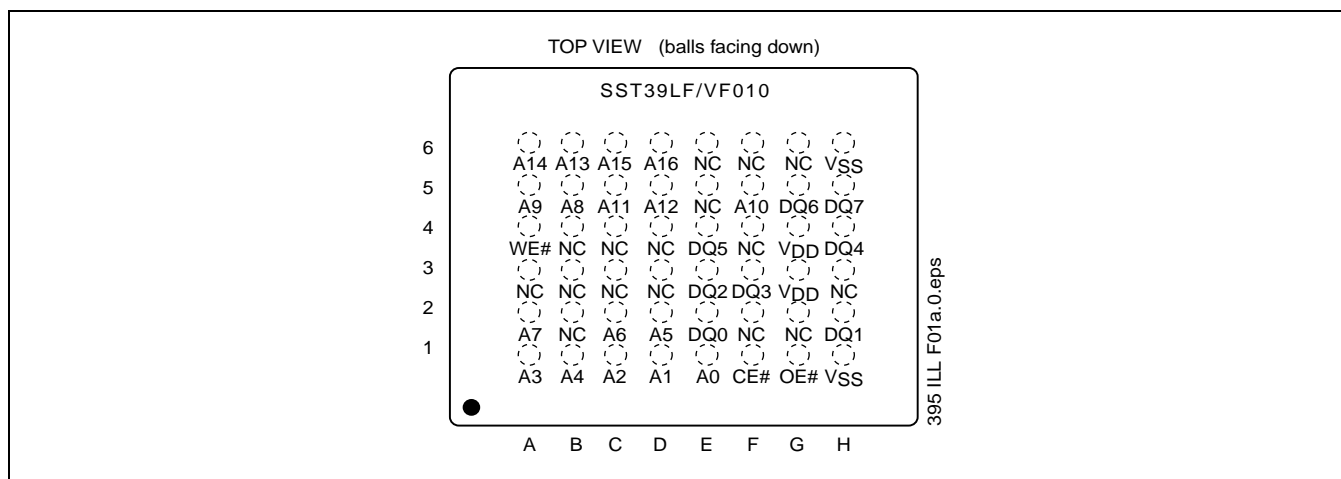 TOP VIEW (balls facing down)
SST39LF/VF010
6
A14 A13 A15 A16 NC NC NC VSS
5
A9 A8 A11 A12 NC A10 DQ6 DQ7
4
WE# NC NC NC DQ5 NC VDD DQ4
3
NC NC NC NC DQ2 DQ3 VDD NC
2
A7 NC A6 A5 DQ0 NC NC DQ1
1
A3 A4 A2 A1 A0 CE# OE# VSS
A B C D E F G H
395 ILL F01a.0.eps